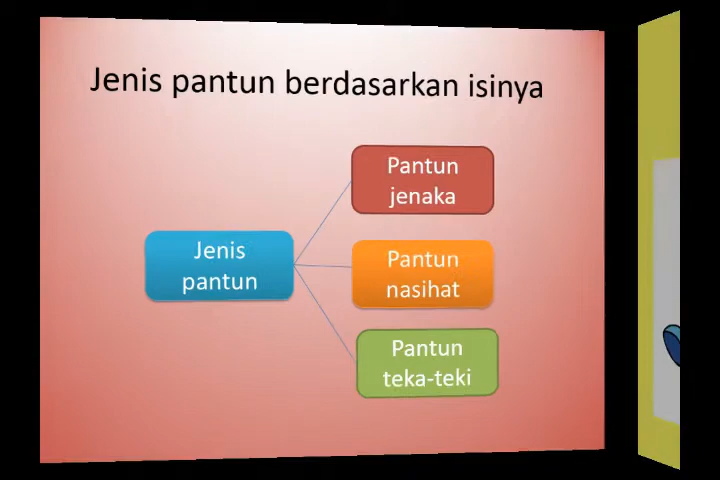 Jenis pantun berdasarkan isinya
Pantun
jenaka
Jenis
pantun
Pantun
nasihat
Pantun
teka-teki